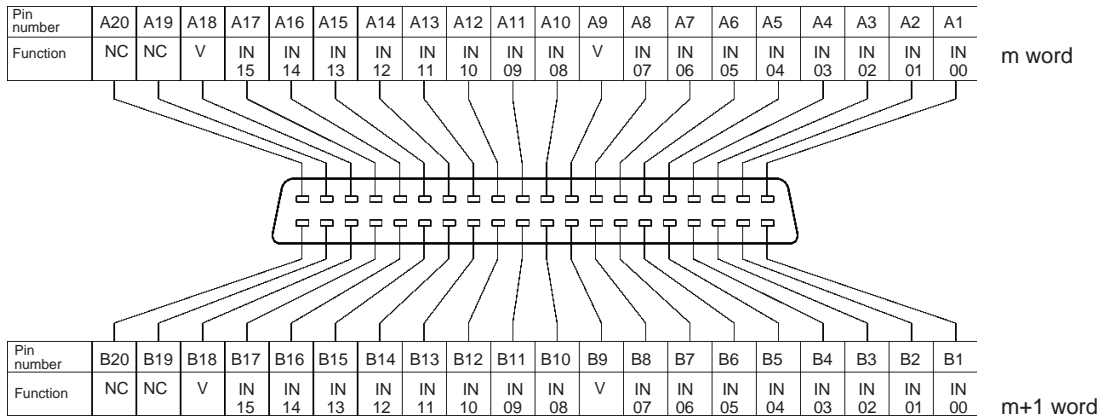 Pin number A20 A19 A18 A17 A16 A15 A14 A13 A12 A11 A10 A9 A8 A7 A6 A5 A4 A3 A2 A1
Function NC NC V IN 15 IN 14 IN 13 IN 12 IN 11 IN 10 IN 09 IN 08 V IN 07 IN 06 IN 05 IN 04 IN 03 IN 02 IN 01 IN 00
m word
Pin number B20 B19 B18 B17 B16 B15 B14 B13 B12 B11 B10 B9 B8 B7 B6 B5 B4 B3 B2 B1
Function NC NC V IN 15 IN 14 IN 13 IN 12 IN 11 IN 10 IN 09 IN 08 V IN 07 IN 06 IN 05 IN 04 IN 03 IN 02 IN 01 IN 00
m+1 word